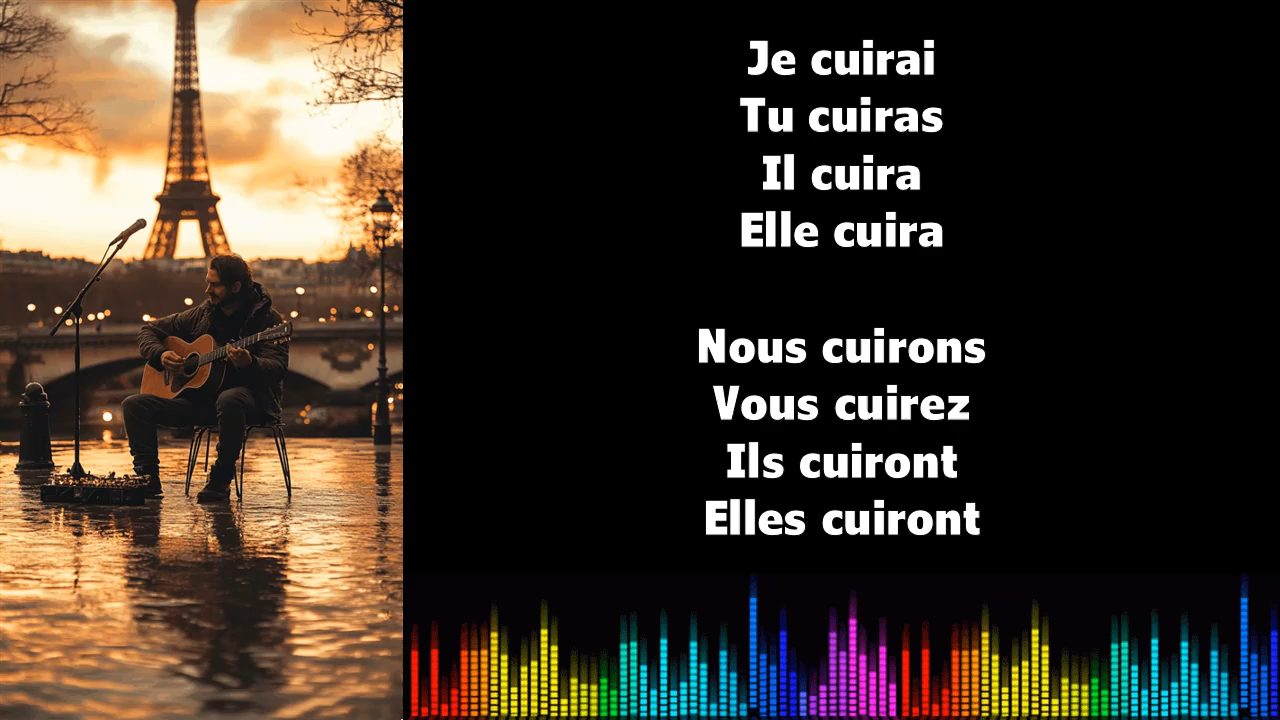 Je cuirai
Tu cuiras
Il cuira
Elle cuira
Nous cuirons
Vous cuirez
Ils cuiront
Elles cuiront